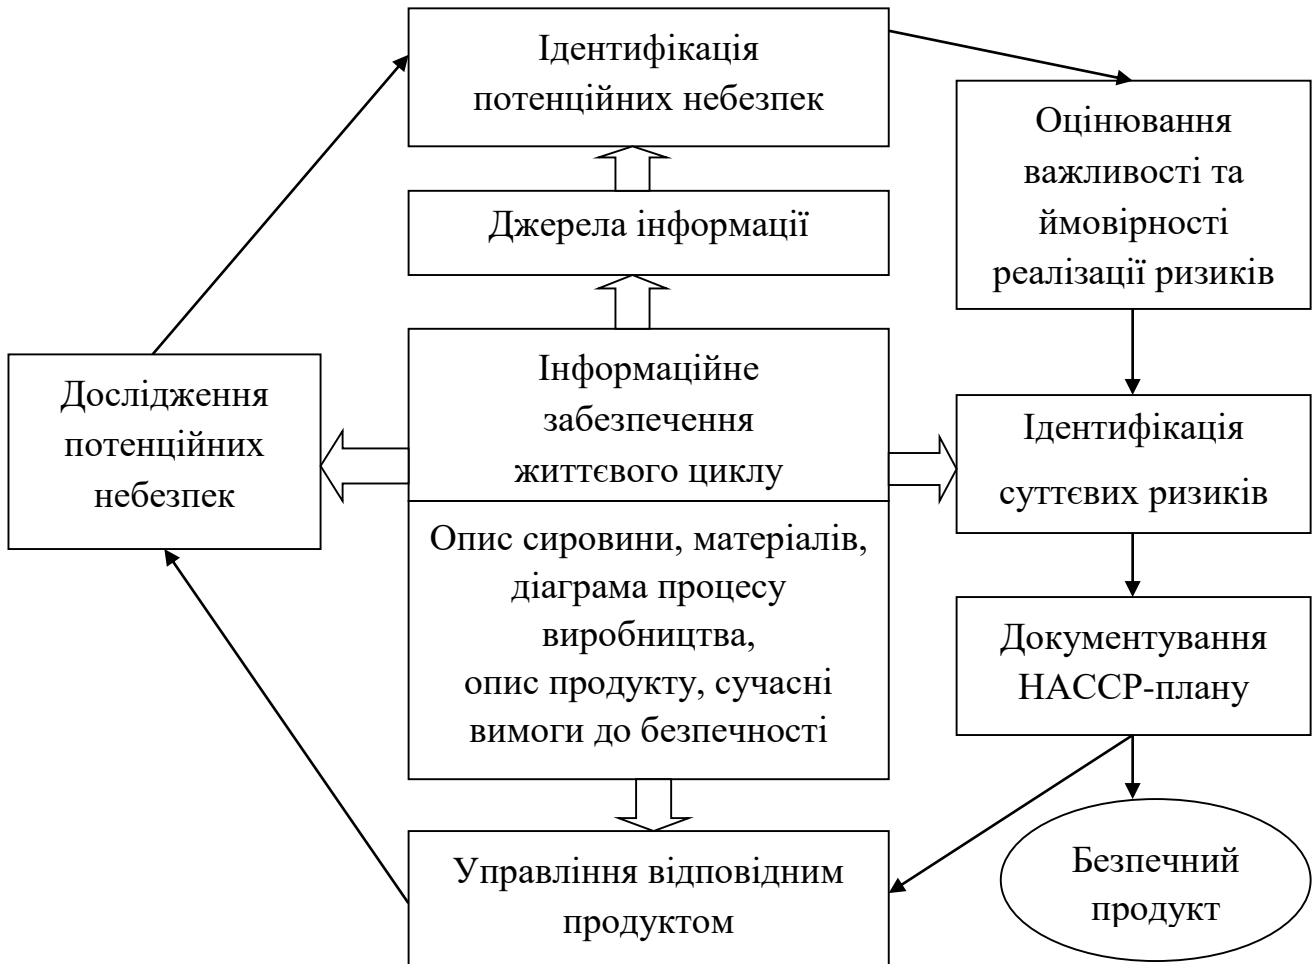 Ідентифікація
потенційних небезпек
Оцінювання
важливості та
ймовірності
реалізації ризиків
Джерела інформації
Інформаційне
забезпечення
життєвого циклу
Дослідження
потенційних
небезпек
Ідентифікація
суттєвих ризиків
Опис сировини, матеріалів,
діаграма процесу
виробництва,
опис продукту, сучасні
вимоги до безпечності
Документування
НАССР-плану
Управління відповідним
продуктом
Безпечний
продукт